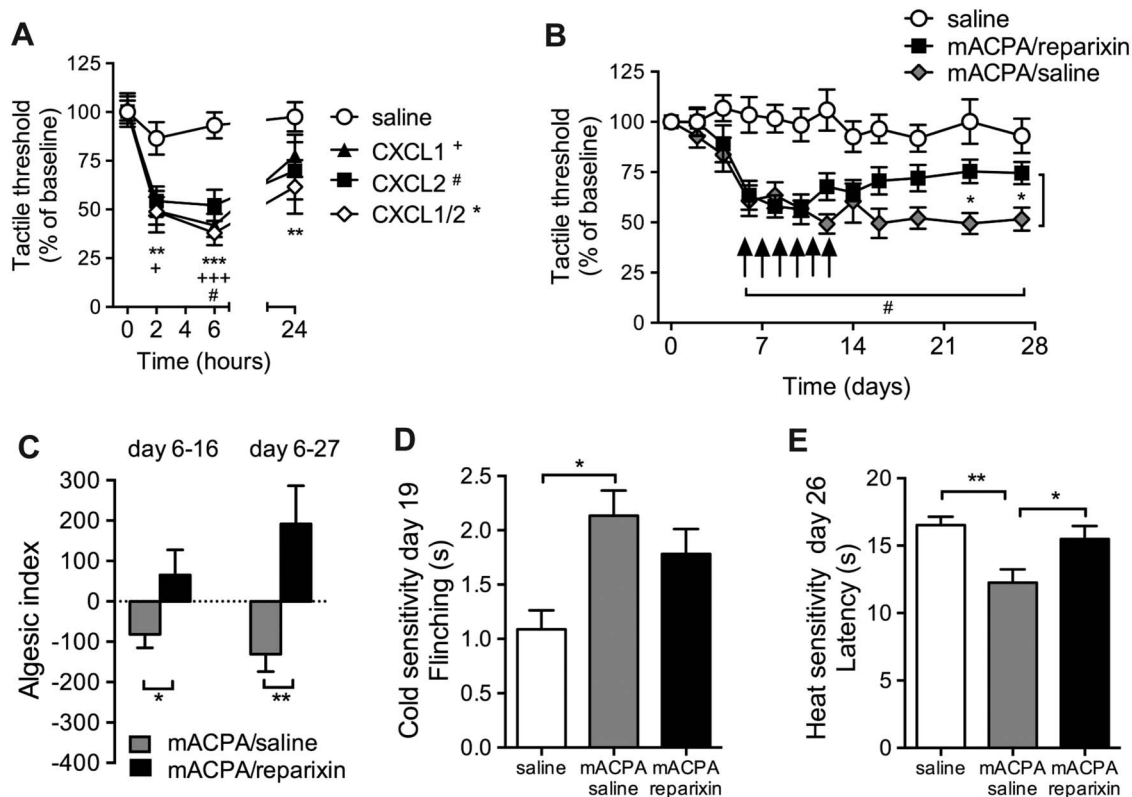 A
Tactile threshold
(% of baseline)
125
100
75
50
25
0
**
+
***
+++
#
**
0 2 4 6 24
Time (hours)
saline
CXCL1 +
CXCL2 #
CXCL1/2 *
B
saline
mACPA/reparixin
mACPA/saline
Tactile threshold
(% of baseline)
125
100
75
50
25
0
* *
#
0 7 14 21 28
Time (days)
C
day 6-16 day 6-27
Algesic index
300
200
100
0
-100
-200
-300
-400
* **
mACPA/saline
mACPA/reparixin
D
Cold sensitivity day 19
Flinching (s)
2.5
2.0
1.5
1.0
0.5
0.0
*
saline mACPA mACPA
saline reparixin
E
Heat sensitivity day 26
Latency (s)
20
15
10
5
0
** *
saline mACPA mACPA
saline reparixin